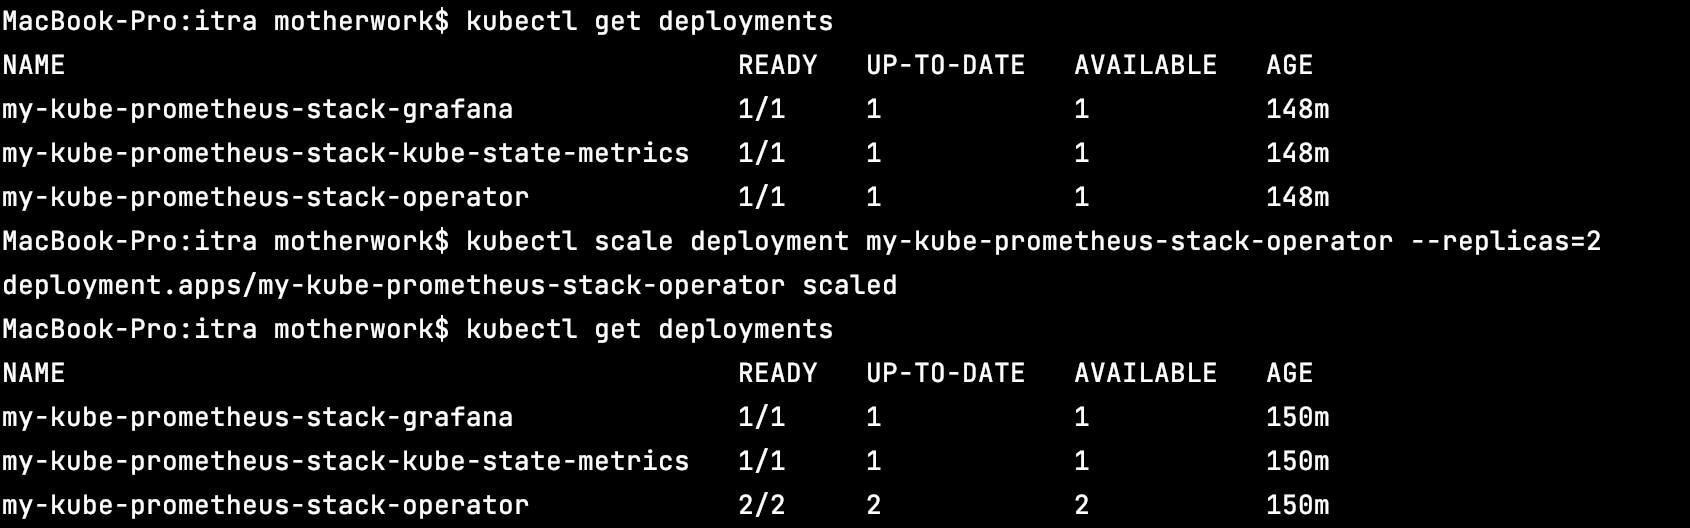 MacBook-Pro:itra motherwork$ kubectl get deployments
NAME                                          READY   UP-TO-DATE   AVAILABLE   AGE
my-kube-prometheus-stack-grafana              1/1     1            1           148m
my-kube-prometheus-stack-kube-state-metrics   1/1     1            1           148m
my-kube-prometheus-stack-operator             1/1     1            1           148m
MacBook-Pro:itra motherwork$ kubectl scale deployment my-kube-prometheus-stack-operator --replicas=2
deployment.apps/my-kube-prometheus-stack-operator scaled
MacBook-Pro:itra motherwork$ kubectl get deployments
NAME                                          READY   UP-TO-DATE   AVAILABLE   AGE
my-kube-prometheus-stack-grafana              1/1     1            1           150m
my-kube-prometheus-stack-kube-state-metrics   1/1     1            1           150m
my-kube-prometheus-stack-operator             2/2     2            2           150m